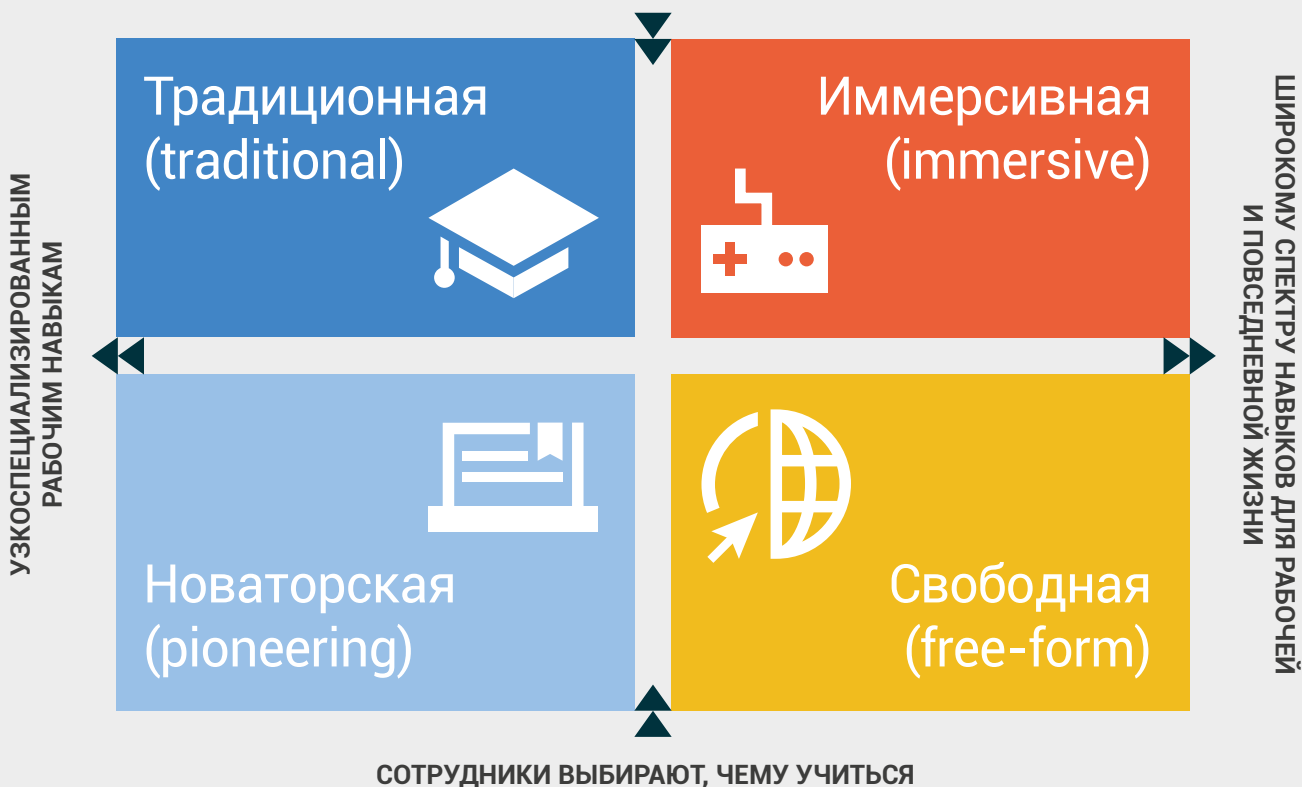 Традиционная
(traditional)
Иммерсивная
(immersive)
УЗКОСПЕЦИАЛИЗИРОВАННЫМ
РАБОЧИМ НАВЫКАМ
ШИРОКОМУ СПЕКТРУ НАВЫКОВ ДЛЯ РАБОЧЕЙ
И ПОВСЕДНЕВНОЙ ЖИЗНИ
Новаторская
(pioneering)
Свободная
(free-form)
СОТРУДНИКИ ВЫБИРАЮТ, ЧЕМУ УЧИТЬСЯ